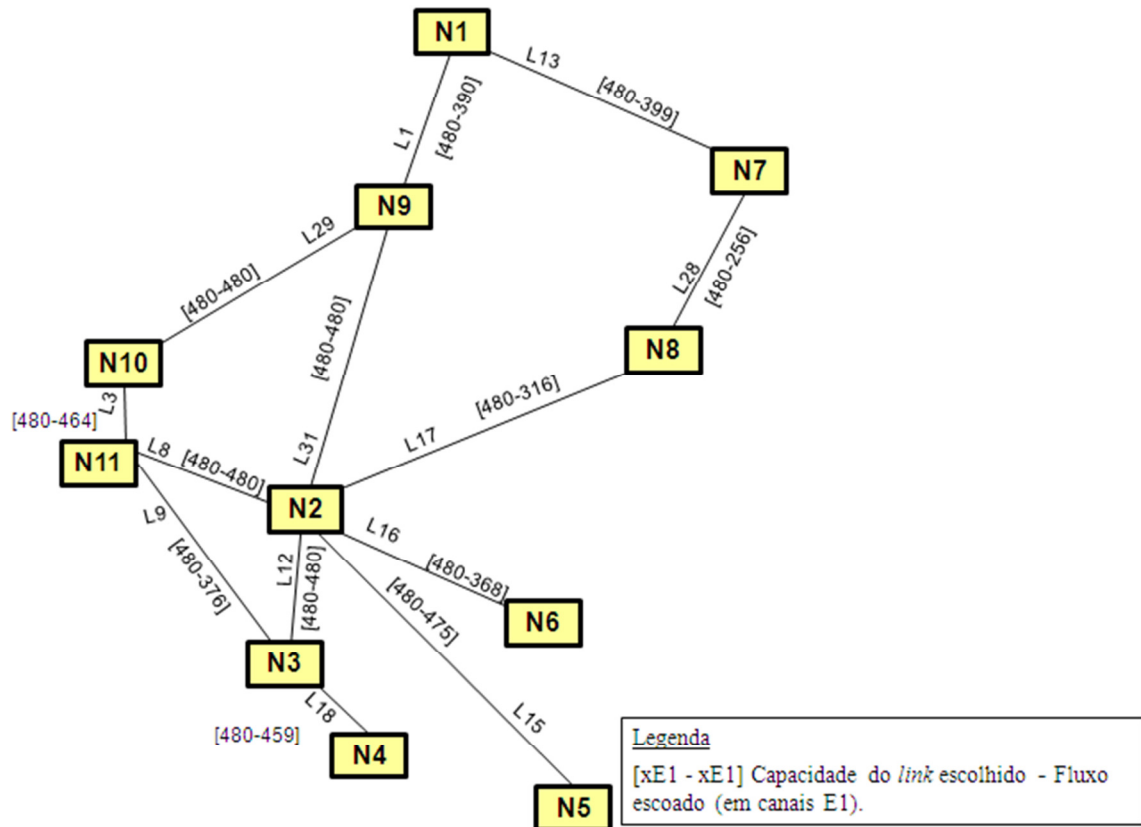 N1
L13
[480-399]
L1
[480-390]
N7
N9
L29
[480-480]
L28
[480-256]
[480-480]
N8
N10
L3
[480-464]
[480-316]
L17
L31
N11
L8
[480-480]
N2
L9
[480-376]
L12
[480-480]
L16
[480-368]
[480-475]
N6
N3
L18
[480-459]
N4
L15
N5
Legenda
[xE1 - xE1] Capacidade do link escolhido - Fluxo
escoado (em canais E1).